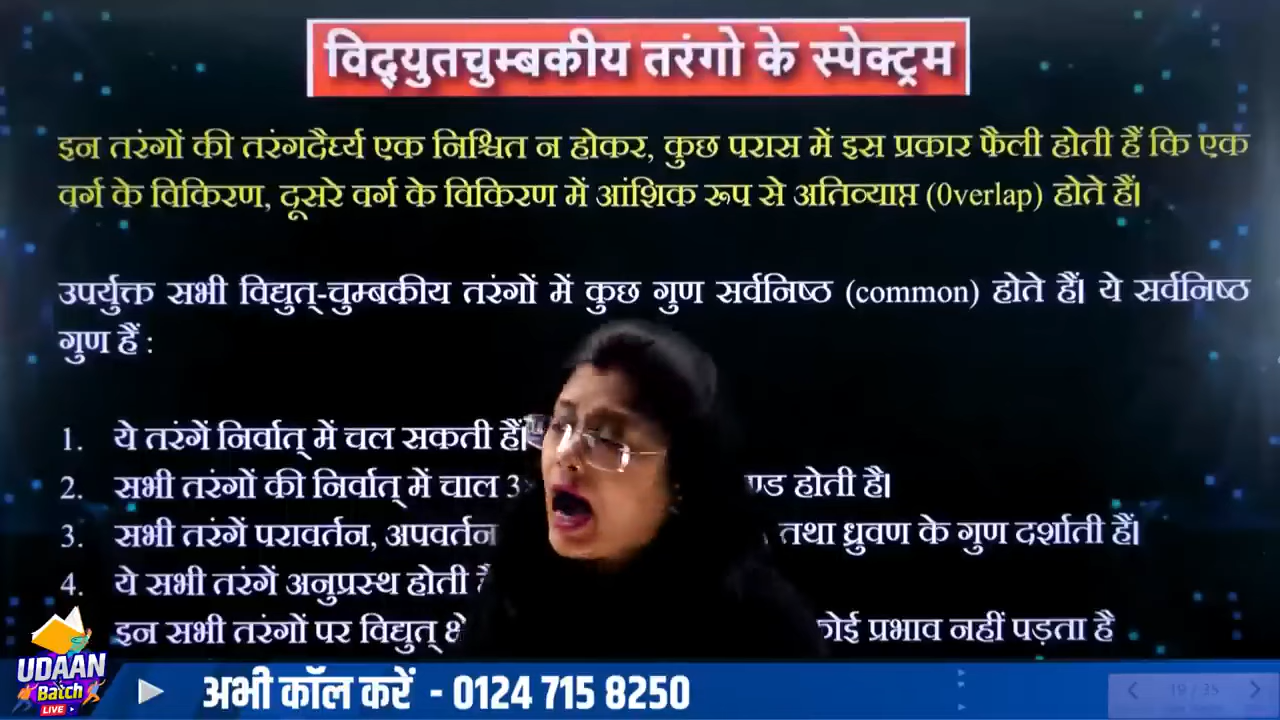 विद्युतचुम्बकीय तरंगो के स्पेक्ट्रम
इन तरंगों की तरंगदैर्घ्य एक निश्चित न होकर, कुछ परास में इस प्रकार फैली होती हैं कि एक
वर्ग के विकिरण, दूसरे वर्ग के विकिरण में आंशिक रूप से अतिव्याप्त (0verlap) होते हैं।
उपर्युक्त सभी विद्युत्-चुम्बकीय तरंगों में कुछ गुण सर्वनिष्ठ (common) होते हैं। ये सर्वनिष्ठ
गुण हैं :
1. ये तरंगें निर्वात् में चल सकती हैं।
2. सभी तरंगों की निर्वात् में चाल 3 होती है।
3. सभी तरंगें परावर्तन, अपवर्तन तथा ध्रुवण के गुण दर्शाती हैं।
4. ये सभी तरंगें अनुप्रस्थ होती
इन सभी तरंगों पर विद्युत् प्रभाव नहीं पड़ता है
UDAAN
Batch
LIVE
अभी कॉल करें - 0124 715 8250
19 / 35